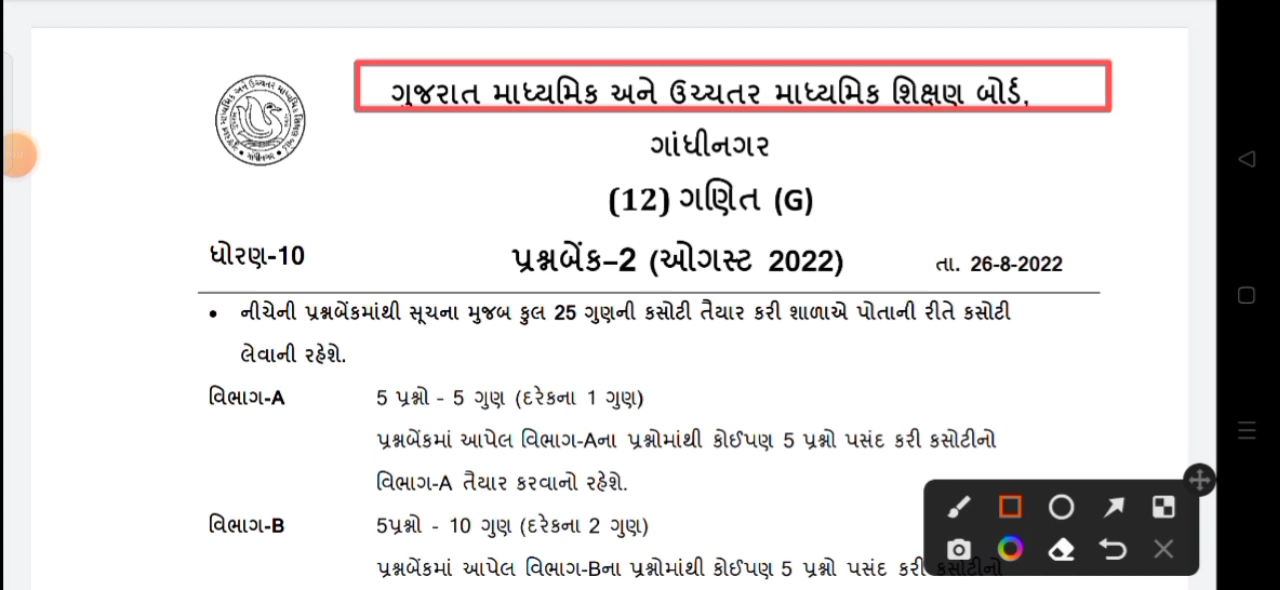 ગુજરાત માધ્યમિક અને ઉચ્ચતર માધ્યમિક શિક્ષણ બોર્ડ,
ગાંધીનગર
(12) ગણિત (G)
ધોરણ-10 પ્રશ્નબેંક–2 (ઓગસ્ટ 2022) તા. 26-8-2022
• નીચેની પ્રશ્નબેંકમાંથી સૂચના મુજબ કુલ 25 ગુણની કસોટી તૈયાર કરી શાળાએ પોતાની રીતે કસોટી
લેવાની રહેશે.
વિભાગ-A 5 પ્રશ્નો - 5 ગુણ (દરેકના 1 ગુણ)
પ્રશ્નબેંકમાં આપેલ વિભાગ-Aના પ્રશ્નોમાંથી કોઈપણ 5 પ્રશ્નો પસંદ કરી કસોટીનો
વિભાગ-A તૈયાર કરવાનો રહેશે.
વિભાગ-B 5પ્રશ્નો - 10 ગુણ (દરેકના 2 ગુણ)
પ્રશ્નબેંકમાં આપેલ વિભાગ-Bના પ્રશ્નોમાંથી કોઈપણ 5 પ્રશ્નો પસંદ કરી કસોટીનો